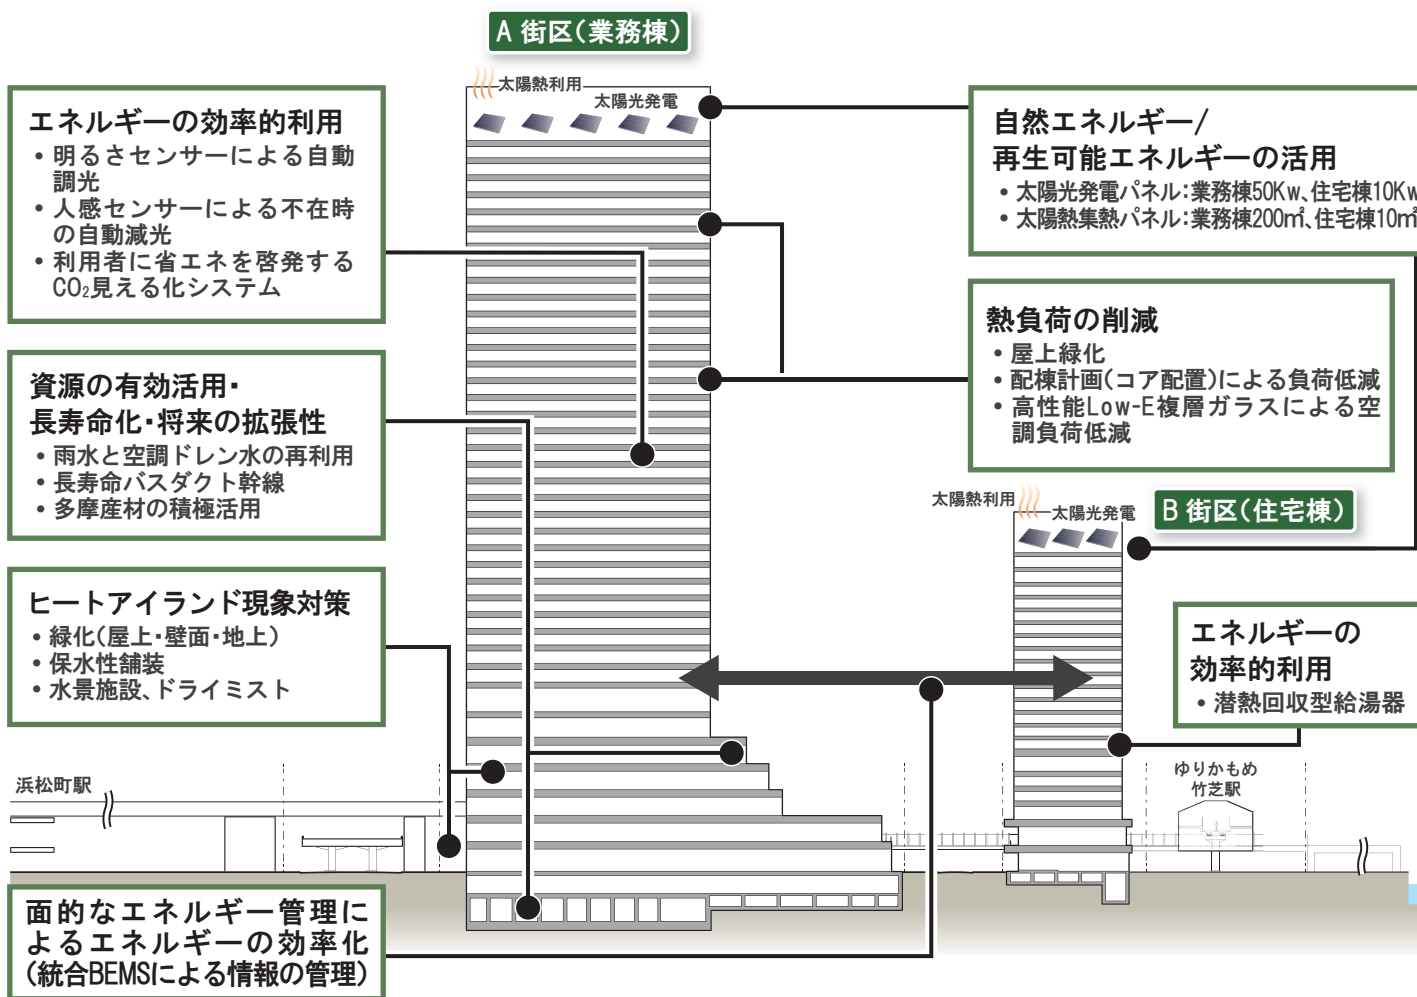 A 街区(業務棟)
太陽熱利用
太陽光発電
エネルギーの効率的利用
• 明るさセンサーによる自動
調光
• 人感センサーによる不在時
の自動減光
• 利用者に省エネを啓発する
CO₂見える化システム
自然エネルギー/
再生可能エネルギーの活用
• 太陽光発電パネル:業務棟50Kw、住宅棟10Kw
• 太陽熱集熱パネル:業務棟200㎡、住宅棟10㎡
熱負荷の削減
• 屋上緑化
• 配棟計画(コア配置)による負荷低減
• 高性能Low-E複層ガラスによる空
調負荷低減
資源の有効活用・
長寿命化・将来の拡張性
• 雨水と空調ドレン水の再利用
• 長寿命バスダクト幹線
• 多摩産材の積極活用
太陽熱利用
太陽光発電
B 街区(住宅棟)
ヒートアイランド現象対策
• 緑化(屋上・壁面・地上)
• 保水性舗装
• 水景施設、ドライミスト
エネルギーの
効率的利用
• 潜熱回収型給湯器
浜松町駅
ゆりかもめ
竹芝駅
面的なエネルギー管理に
よるエネルギーの効率化
(統合BEMSによる情報の管理)